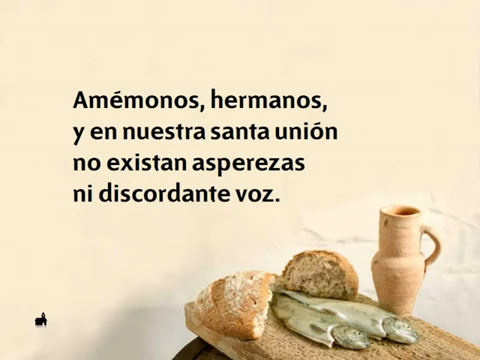 Amémonos, hermanos,
y en nuestra santa unión
no existan asperezas
ni discordante voz.